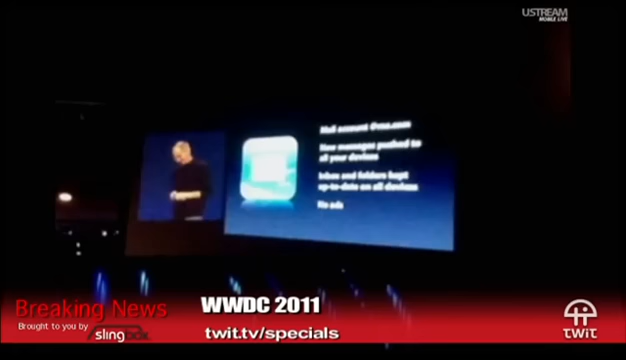 USTREAM
MOBILE LIVE
Mail account @me.com
New messages pushed to
all your devices
Inbox and folders kept
up-to-date on all devices
No ads
Breaking News
Brought to you by slingbox
WWDC 2011
twit.tv/specials
TWiT